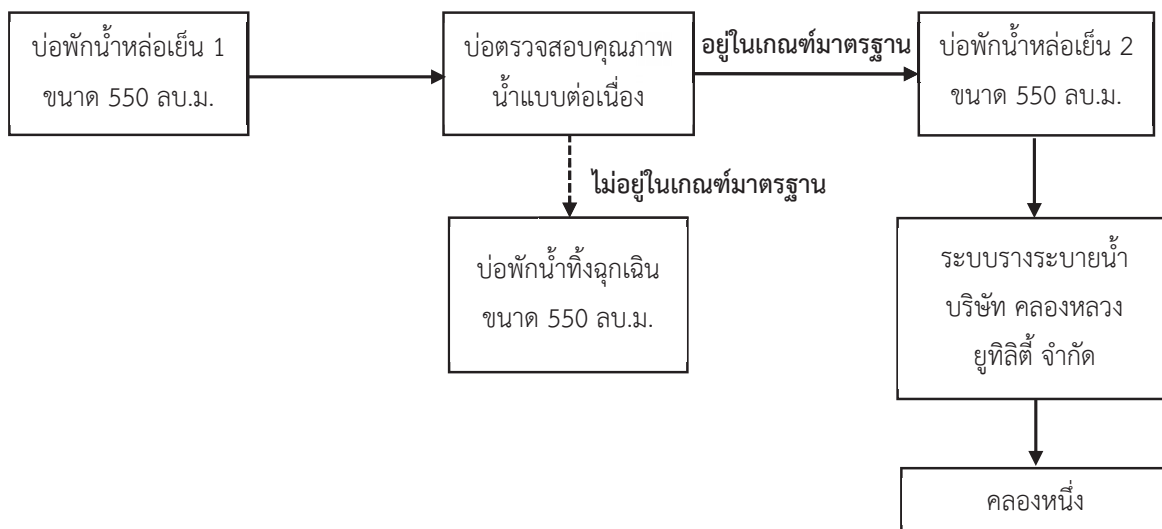 บ่อพักน้ำหล่อเย็น 1
ขนาด 550 ลบ.ม.
บ่อตรวจสอบคุณภาพ
น้ำแบบต่อเนื่อง
อยู่ในเกณฑ์มาตรฐาน
บ่อพักน้ำหล่อเย็น 2
ขนาด 550 ลบ.ม.
ไม่อยู่ในเกณฑ์มาตรฐาน
บ่อพักน้ำทิ้งฉุกเฉิน
ขนาด 550 ลบ.ม.
ระบบรางระบายน้ำ
บริษัท คลองหลวง
ยูทิลิตี้ จำกัด
คลองหนึ่ง